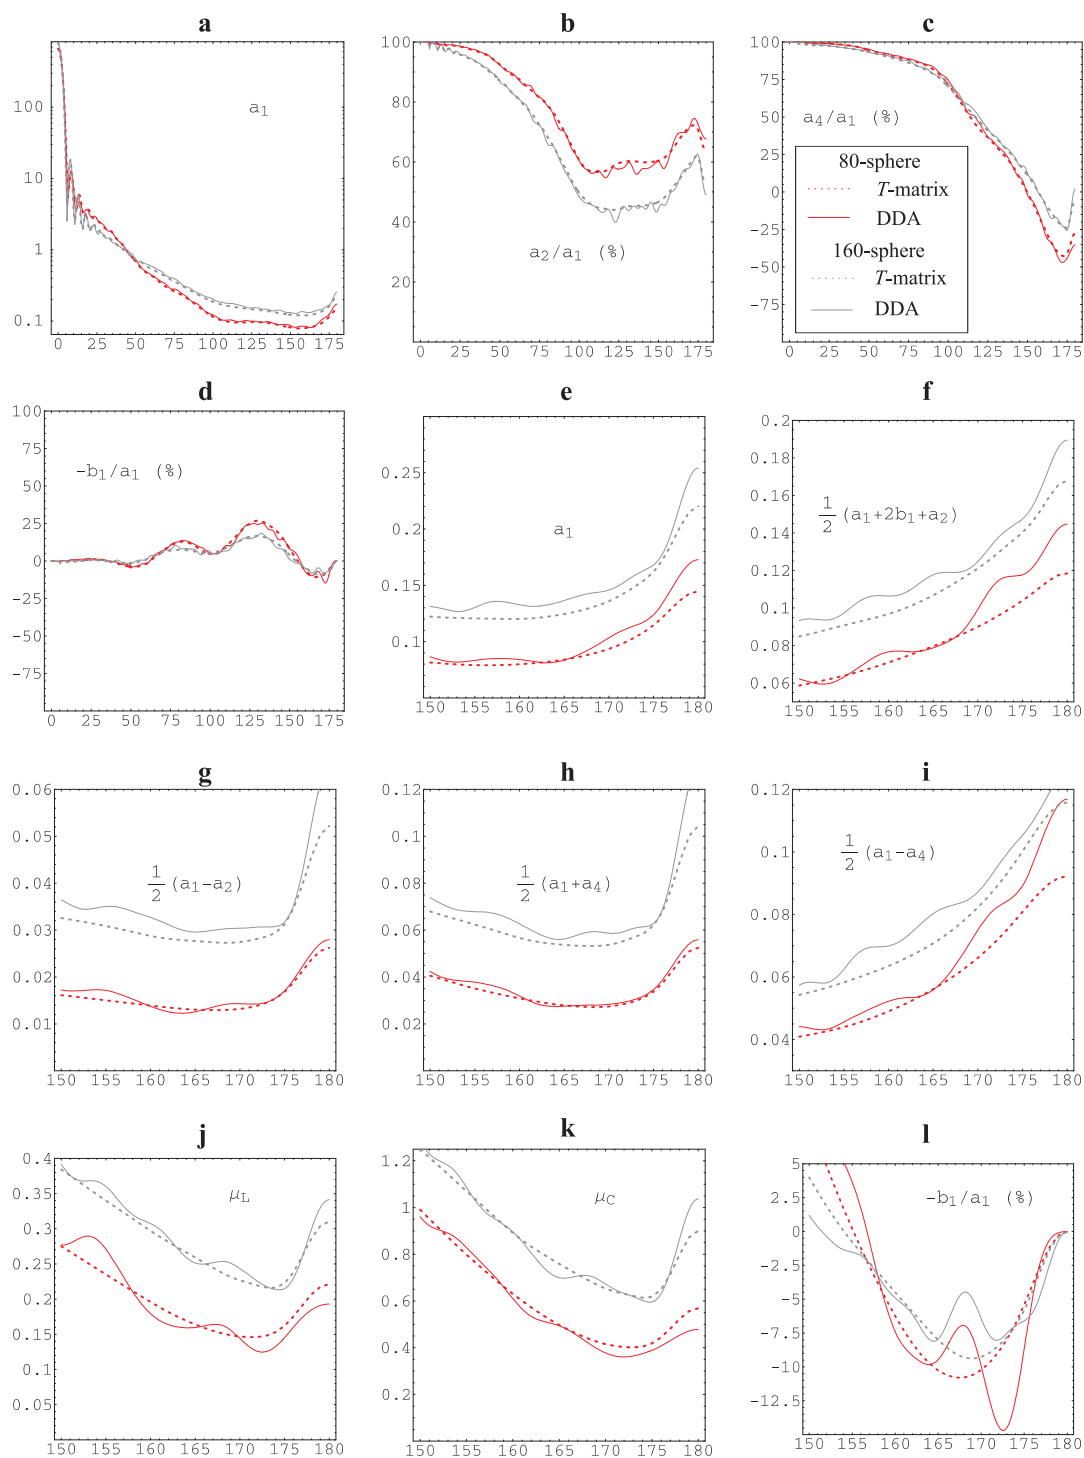 a
100
10
1
0.1
a1
0 25 50 75 100 125 150 175
b
100
80
60
40
20
a2/a1 (%)
0 25 50 75 100 125 150 175
c
100
75
50
25
0
-25
-50
-75
a4/a1 (%)
80-sphere
T-matrix
DDA
160-sphere
T-matrix
DDA
0 25 50 75 100 125 150 175
d
100
75
50
25
0
-25
-50
-75
-b1/a1 (%)
0 25 50 75 100 125 150 175
e
0.25
0.2
0.15
0.1
a1
150 155 160 165 170 175 180
f
0.2
0.18
0.16
0.14
0.12
0.1
0.08
0.06
1/2 (a1+2b1+a2)
150 155 160 165 170 175 180
g
0.06
0.05
0.04
0.03
0.02
0.01
1/2 (a1-a2)
150 155 160 165 170 175 180
h
0.12
0.1
0.08
0.06
0.04
0.02
1/2 (a1+a4)
150 155 160 165 170 175 180
i
0.12
0.1
0.08
0.06
0.04
1/2 (a1-a4)
150 155 160 165 170 175 180
j
0.4
0.35
0.3
0.25
0.2
0.15
0.1
0.05
μL
150 155 160 165 170 175 180
k
1.2
1
0.8
0.6
0.4
0.2
μC
150 155 160 165 170 175 180
l
5
2.5
0
-2.5
-5
-7.5
-10
-12.5
-b1/a1 (%)
150 155 160 165 170 175 180